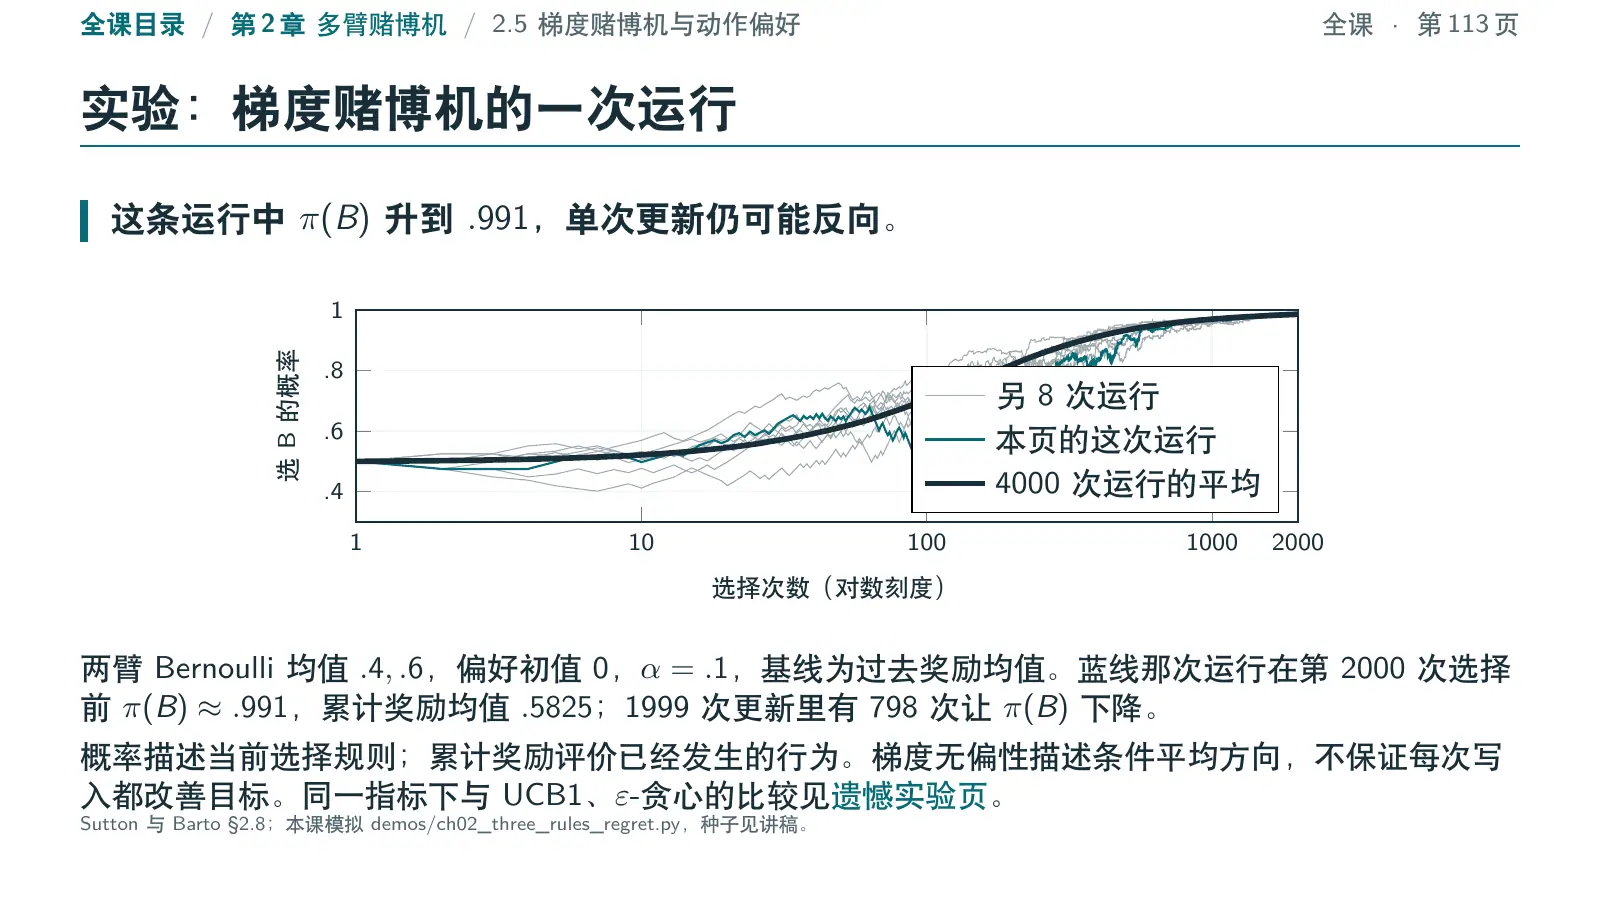 全课目录 / 第 2 章 多臂赌博机 / 2.5 梯度赌博机与动作偏好
全课 · 第 113 页
实验：梯度赌博机的一次运行
这条运行中 π(B) 升到 .991，单次更新仍可能反向。
1
.8
.6
.4
选 B 的概率
另 8 次运行
本页的这次运行
4000 次运行的平均
1 10 100 1000 2000
选择次数（对数刻度）
两臂 Bernoulli 均值 .4, .6，偏好初值 0，α = .1，基线为过去奖励均值。蓝线那次运行在第 2000 次选择
前 π(B) ≈ .991，累计奖励均值 .5825；1999 次更新里有 798 次让 π(B) 下降。
概率描述当前选择规则；累计奖励评价已经发生的行为。梯度无偏性描述条件平均方向，不保证每次写
入都改善目标。同一指标下与 UCB1、ε-贪心的比较见遗憾实验页。
Sutton 与 Barto §2.8；本课模拟 demos/ch02_three_rules_regret.py，种子见讲稿。